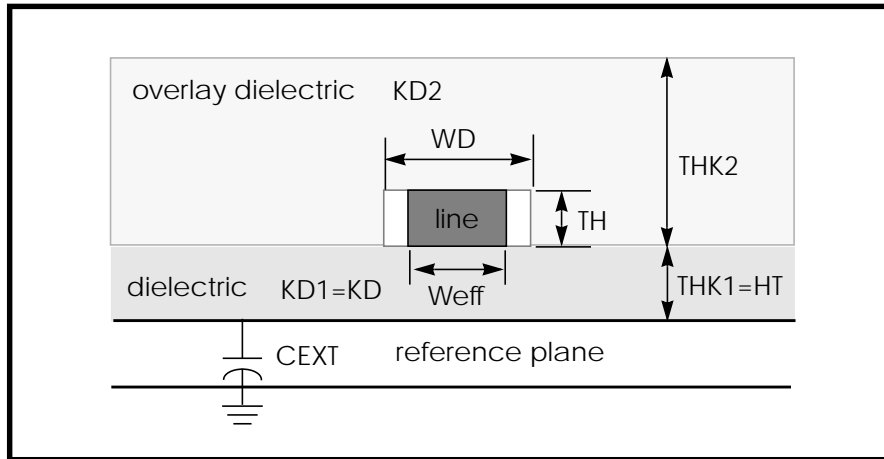 overlay dielectric KD2
WD
THK2
line
TH
dielectric KD1=KD
Weff
THK1=HT
CEXT
reference plane